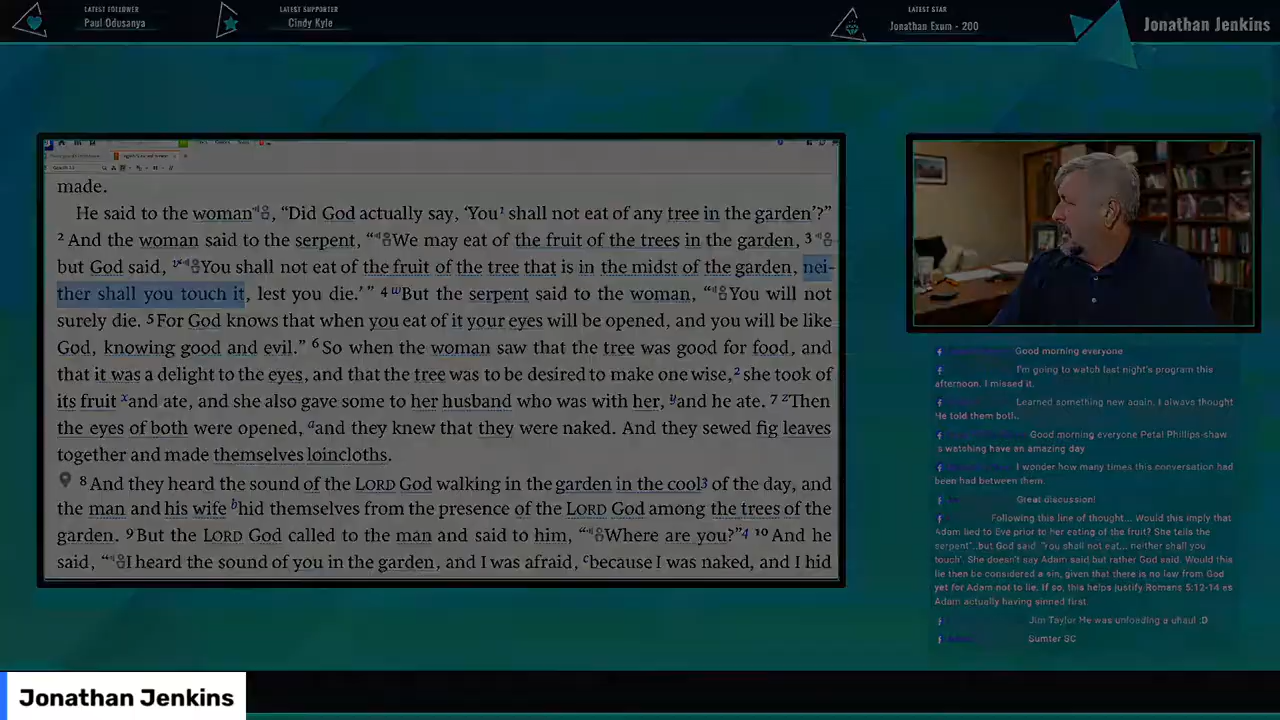 LATEST FOLLOWER
Paul Odusanya
LATEST SUPPORTER
Cindy Kyle
LATEST STAR
Jonathan Exum - 200
Jonathan Jenkins
made.
He said to the woman, “Did God actually say, ‘You1 shall not eat of any tree in the garden’?”
2 And the woman said to the serpent, “We may eat of the fruit of the trees in the garden, 3
but God said, v‘You shall not eat of the fruit of the tree that is in the midst of the garden, nei-
ther shall you touch it, lest you die.’” 4 wBut the serpent said to the woman, “You will not
surely die. 5 For God knows that when you eat of it your eyes will be opened, and you will be like
God, knowing good and evil.” 6 So when the woman saw that the tree was good for food, and
that it was a delight to the eyes, and that the tree was to be desired to make one wise,2 she took of
its fruit xand ate, and she also gave some to her husband who was with her, yand he ate. 7 zThen
the eyes of both were opened, aand they knew that they were naked. And they sewed fig leaves
together and made themselves loincloths.
8 And they heard the sound of the LORD God walking in the garden in the cool3 of the day, and
the man and his wife bhid themselves from the presence of the LORD God among the trees of the
garden. 9 But the LORD God called to the man and said to him, “Where are you?”4 10 And he
said, “I heard the sound of you in the garden, and I was afraid, cbecause I was naked, and I hid
Good morning everyone
I'm going to watch last night's program this
afternoon. I missed it.
Learned something new again. I always thought
He told them both.
Good morning everyone Petal Phillips-shaw
s watching have an amazing day
I wonder how many times this conversation had
been had between them.
Great discussion!
Following this line of thought... Would this imply that
Adam lied to Eve prior to her eating of the fruit? She tells the
serpent "..but God said, 'You shall not eat... neither shall you
touch'. She doesn't say Adam said but rather God said. Would this
lie then be considered a sin, given that there is no law from God
yet for Adam not to lie. If so, this helps justify Romans 5:12-14 as
Adam actually having sinned first.
Jim Taylor He was unloading a uhaul :D
Sumter SC
Jonathan Jenkins